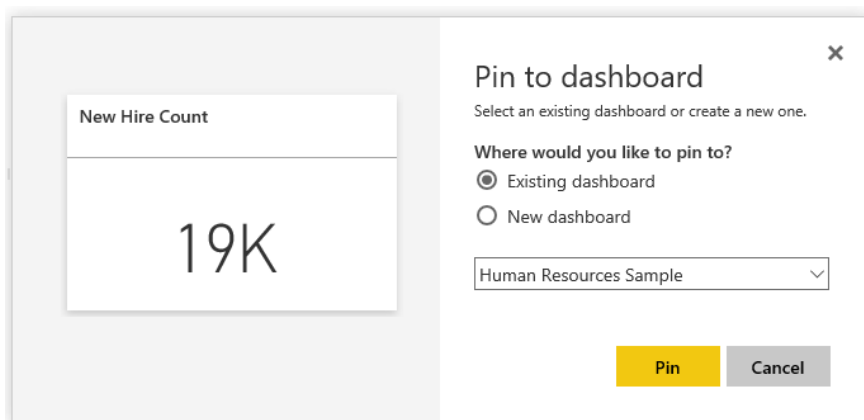 New Hire Count
19K
Pin to dashboard
Select an existing dashboard or create a new one.
Where would you like to pin to?
Existing dashboard
New dashboard
Human Resources Sample
Pin
Cancel